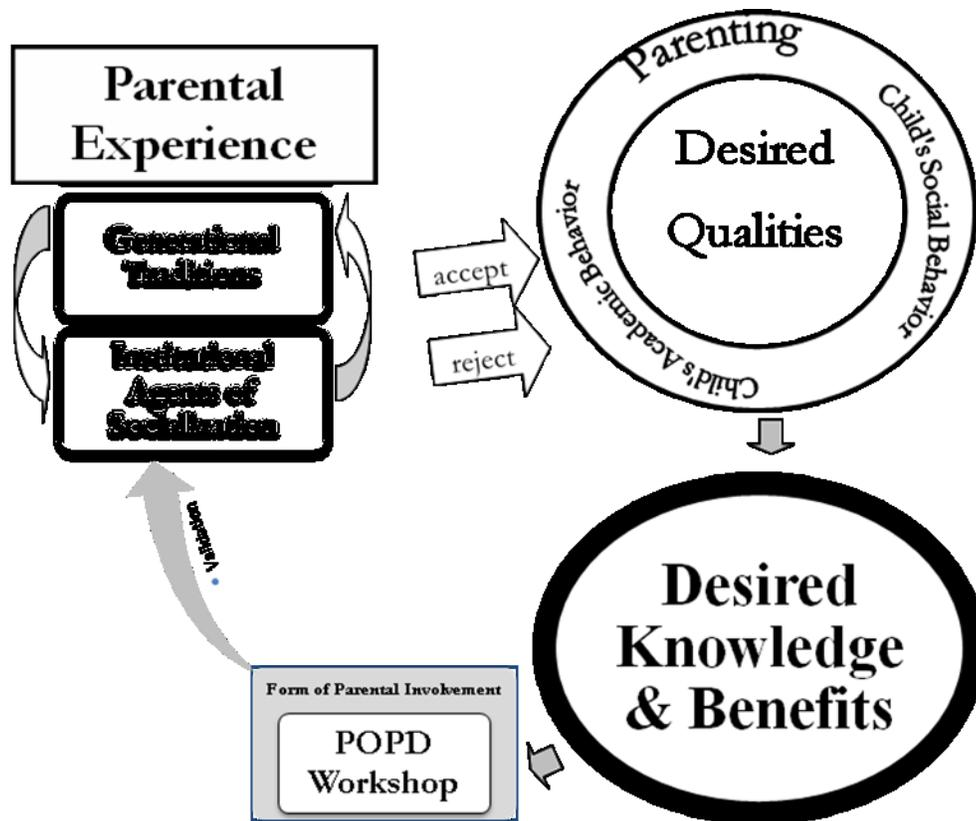 Parental
Experience
Generational
Traditions
Institutional
Agents of
Socialization
accept
reject
Parenting
Child's Social Behavior
Child's Academic Behavior
Desired
Qualities
Desired
Knowledge
& Benefits
Form of Parental Involvement
POPD
Workshop
• Validation